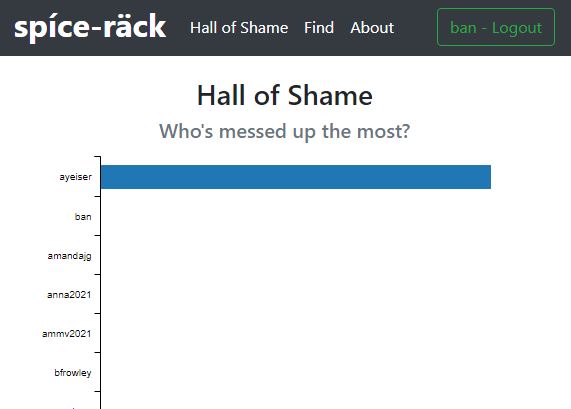 spíce-räck Hall of Shame Find About ban - Logout
Hall of Shame
Who's messed up the most?
ayeiser
ban
amandajg
anna2021
ammv2021
bfrowley